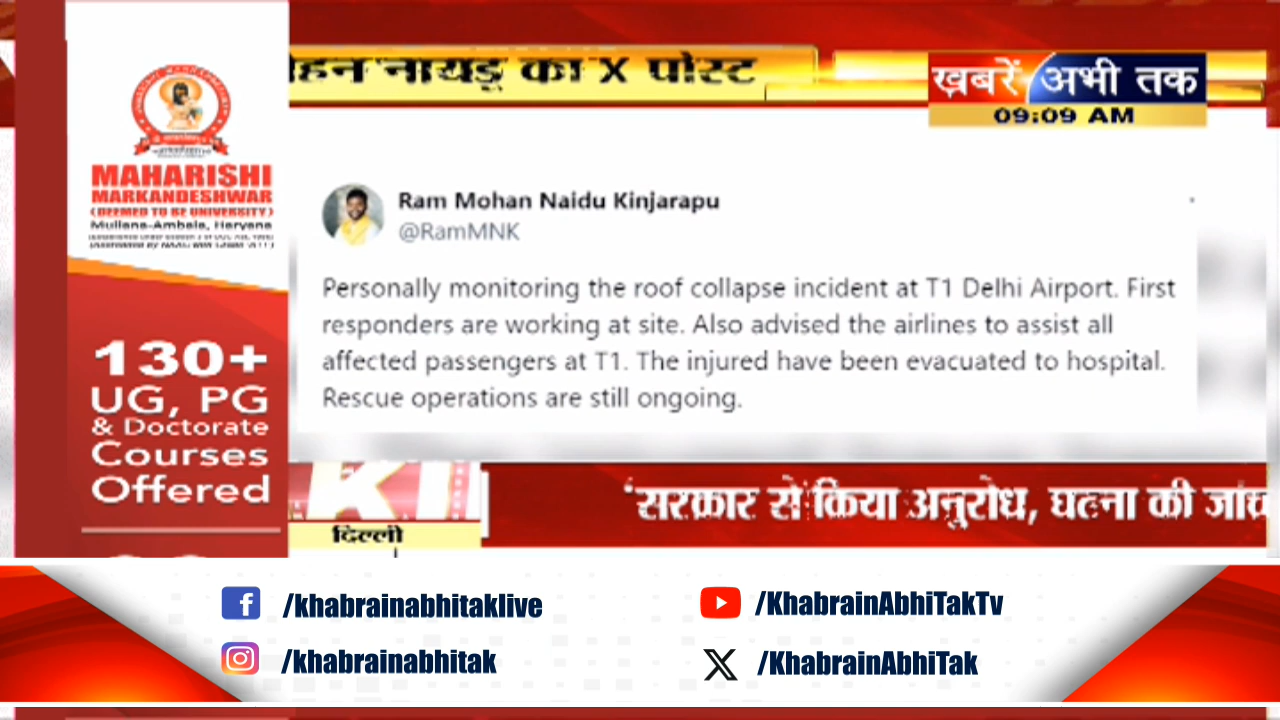 ोहन नायडू का X पोस्ट
ख़बरें अभी तक
09:09 AM
MAHARISHI
MARKANDESHWAR
(DEEMED TO BE UNIVERSITY)
Mullana-Ambala, Haryana
130+
UG, PG
& Doctorate
Courses
Offered
Ram Mohan Naidu Kinjarapu
@RamMNK
Personally monitoring the roof collapse incident at T1 Delhi Airport. First
responders are working at site. Also advised the airlines to assist all
affected passengers at T1. The injured have been evacuated to hospital.
Rescue operations are still ongoing.
दिल्ली
'सरकार से किया अनुरोध, घटना की जांच
/khabrainabhitaklive
/KhabrainAbhiTakTv
/khabrainabhitak
/KhabrainAbhiTak